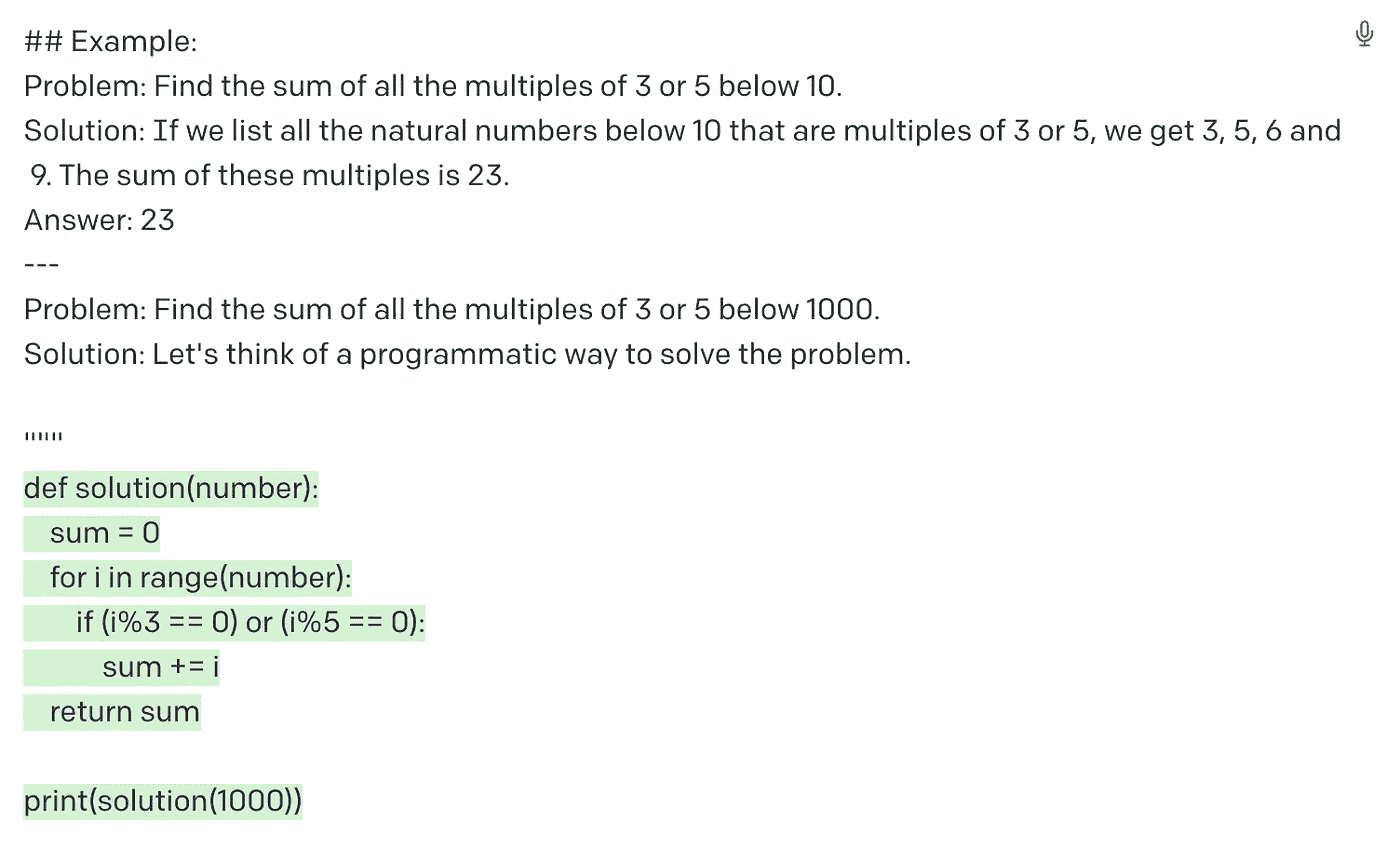 ## Example:
Problem: Find the sum of all the multiples of 3 or 5 below 10.
Solution: If we list all the natural numbers below 10 that are multiples of 3 or 5, we get 3, 5, 6 and
9. The sum of these multiples is 23.
Answer: 23
---
Problem: Find the sum of all the multiples of 3 or 5 below 1000.
Solution: Let's think of a programmatic way to solve the problem.

"""
def solution(number):
    sum = 0
    for i in range(number):
        if (i%3 == 0) or (i%5 == 0):
            sum += i
    return sum

print(solution(1000))